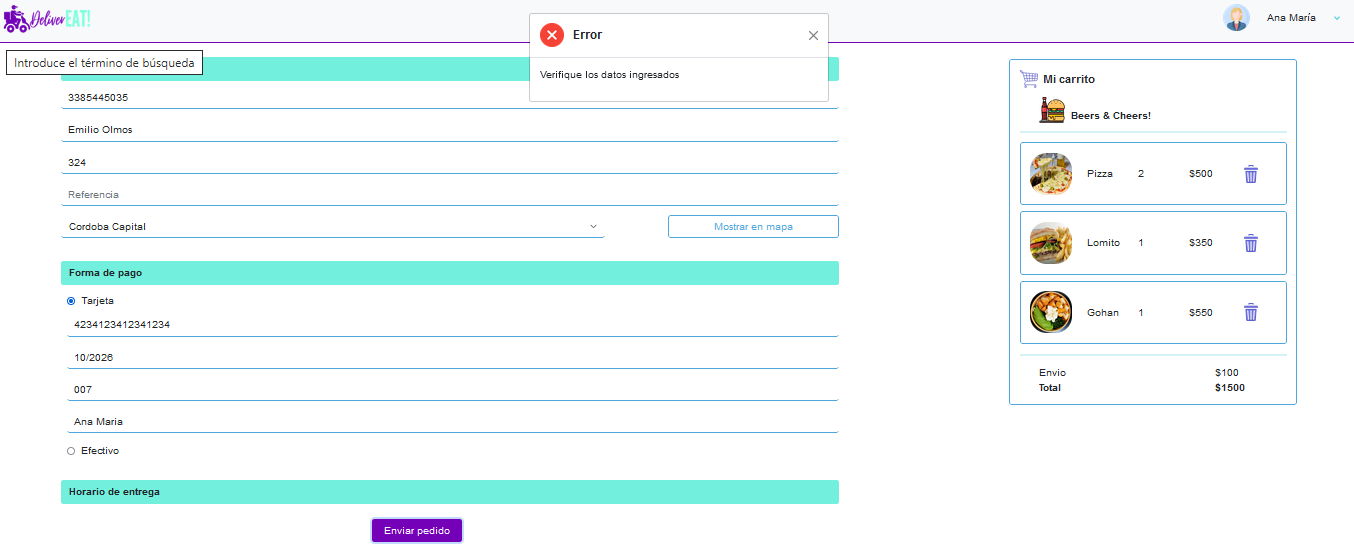 DeliverEAT!
Ana María
Error
Verifique los datos ingresados
Introduce el término de búsqueda
3385445035
Emilio Olmos
324
Referencia
Cordoba Capital
Mostrar en mapa
Forma de pago
Tarjeta
4234123412341234
10/2026
007
Ana Maria
Efectivo
Horario de entrega
Enviar pedido
Mi carrito
Beers & Cheers!
Pizza 2 $500
Lomito 1 $350
Gohan 1 $550
Envio $100
Total $1500